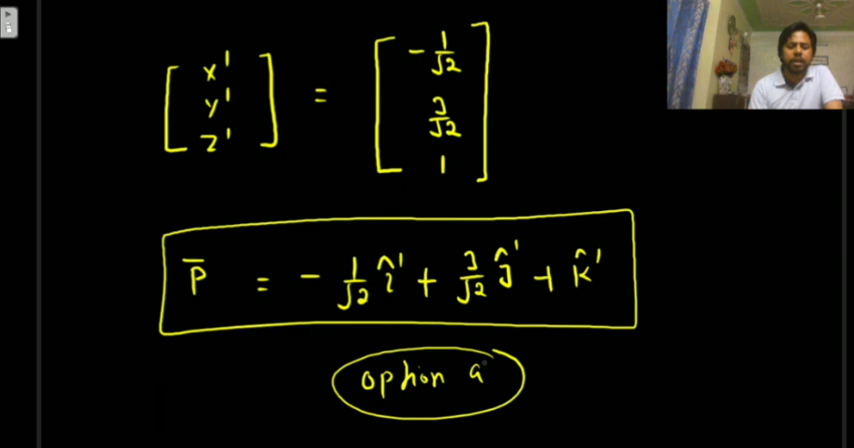 [x' y' z'] = [-1/√2 3/√2 1]
P̄ = - 1/√2 î' + 3/√2 ĵ' + k̂'
option a